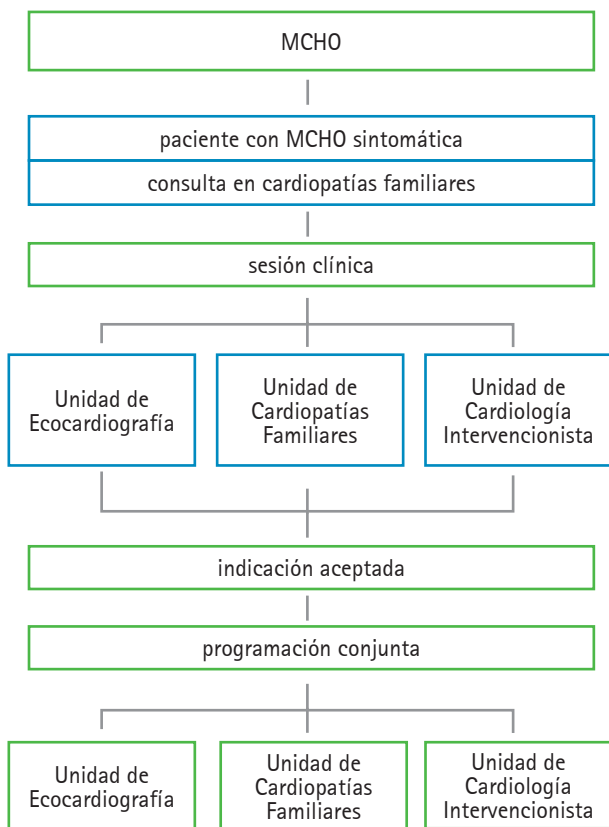 MCHO
paciente con MCHO sintomática
consulta en cardiopatías familiares
sesión clínica
Unidad de
Ecocardiografía
Unidad de
Cardiopatías
Familiares
Unidad de
Cardiología
Intervencionista
indicación aceptada
programación conjunta
Unidad de
Ecocardiografía
Unidad de
Cardiopatías
Familiares
Unidad de
Cardiología
Intervencionista